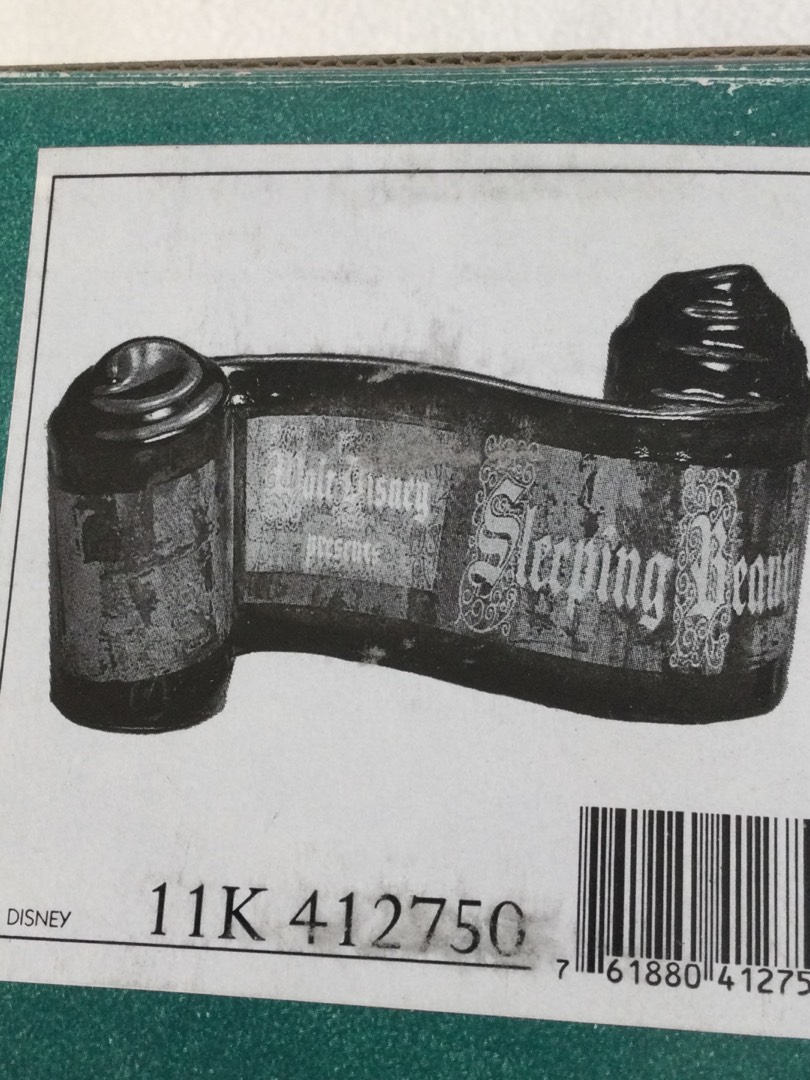 Walt Disney
presents
Sleeping Beau
DISNEY
11K 412750
7 61880 41275